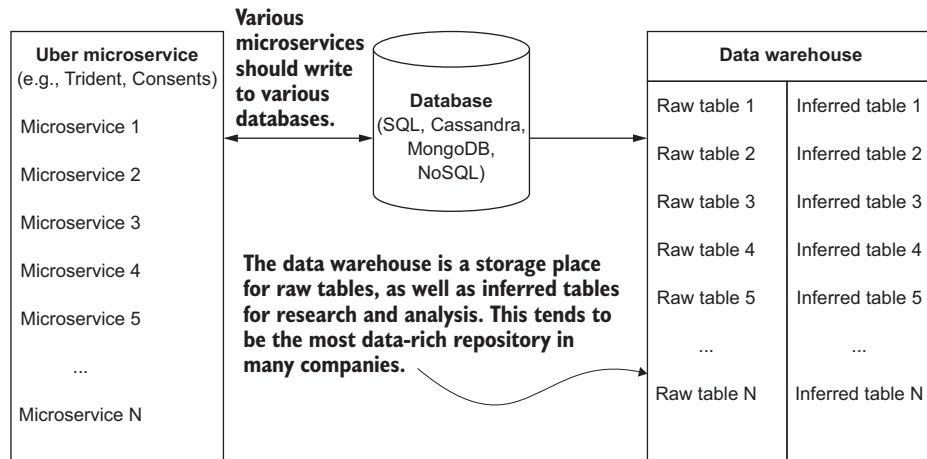 Uber microservice
(e.g., Trident, Consents)
Microservice 1
Microservice 2
Microservice 3
Microservice 4
Microservice 5
...
Microservice N
Various
microservices
should write
to various
databases.
Database
(SQL, Cassandra,
MongoDB,
NoSQL)
The data warehouse is a storage place
for raw tables, as well as inferred tables
for research and analysis. This tends to
be the most data-rich repository in
many companies.
Data warehouse
Raw table 1 Inferred table 1
Raw table 2 Inferred table 2
Raw table 3 Inferred table 3
Raw table 4 Inferred table 4
Raw table 5 Inferred table 5
... ...
Raw table N Inferred table N